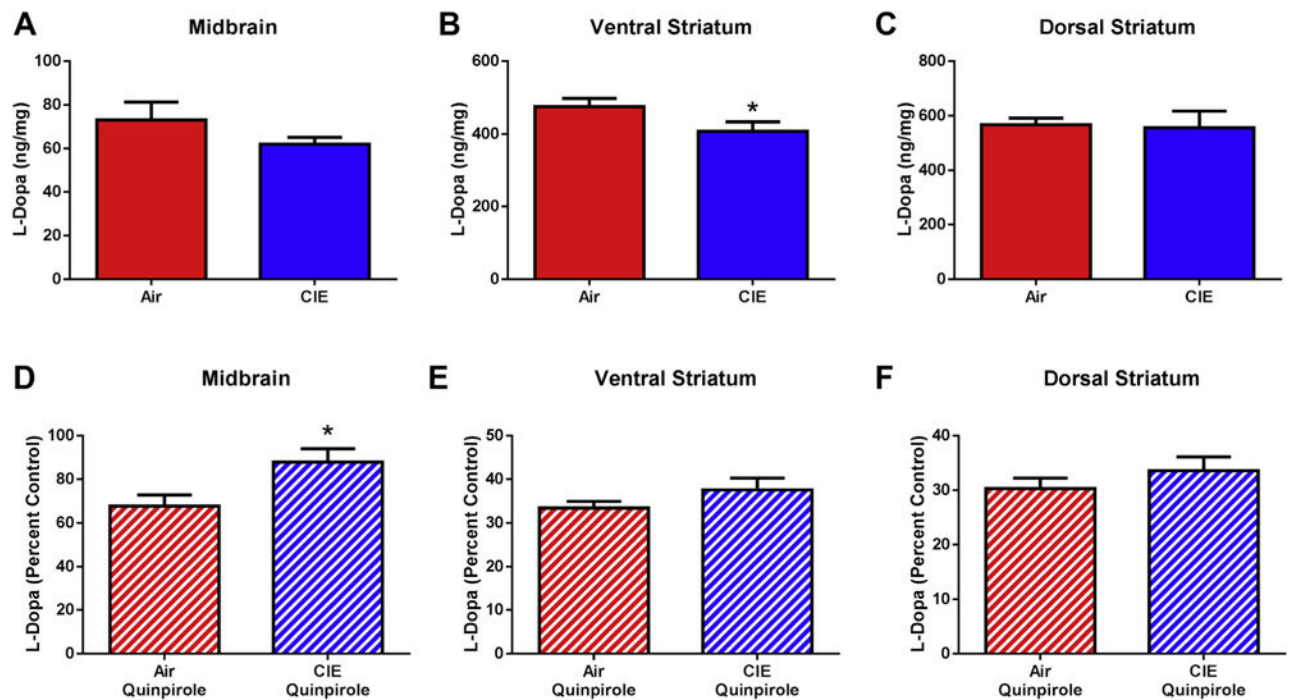 A
Midbrain
L-Dopa (ng/mg)
100
80
60
40
20
0
Air
CIE
B
Ventral Striatum
L-Dopa (ng/mg)
600
400
200
0
*
Air
CIE
C
Dorsal Striatum
L-Dopa (ng/mg)
800
600
400
200
0
Air
CIE
D
Midbrain
L-Dopa (Percent Control)
100
80
60
40
20
0
*
Air
Quinpirole
CIE
Quinpirole
E
Ventral Striatum
L-Dopa (Percent Control)
50
40
30
20
10
0
Air
Quinpirole
CIE
Quinpirole
F
Dorsal Striatum
L-Dopa (Percent Control)
40
30
20
10
0
Air
Quinpirole
CIE
Quinpirole